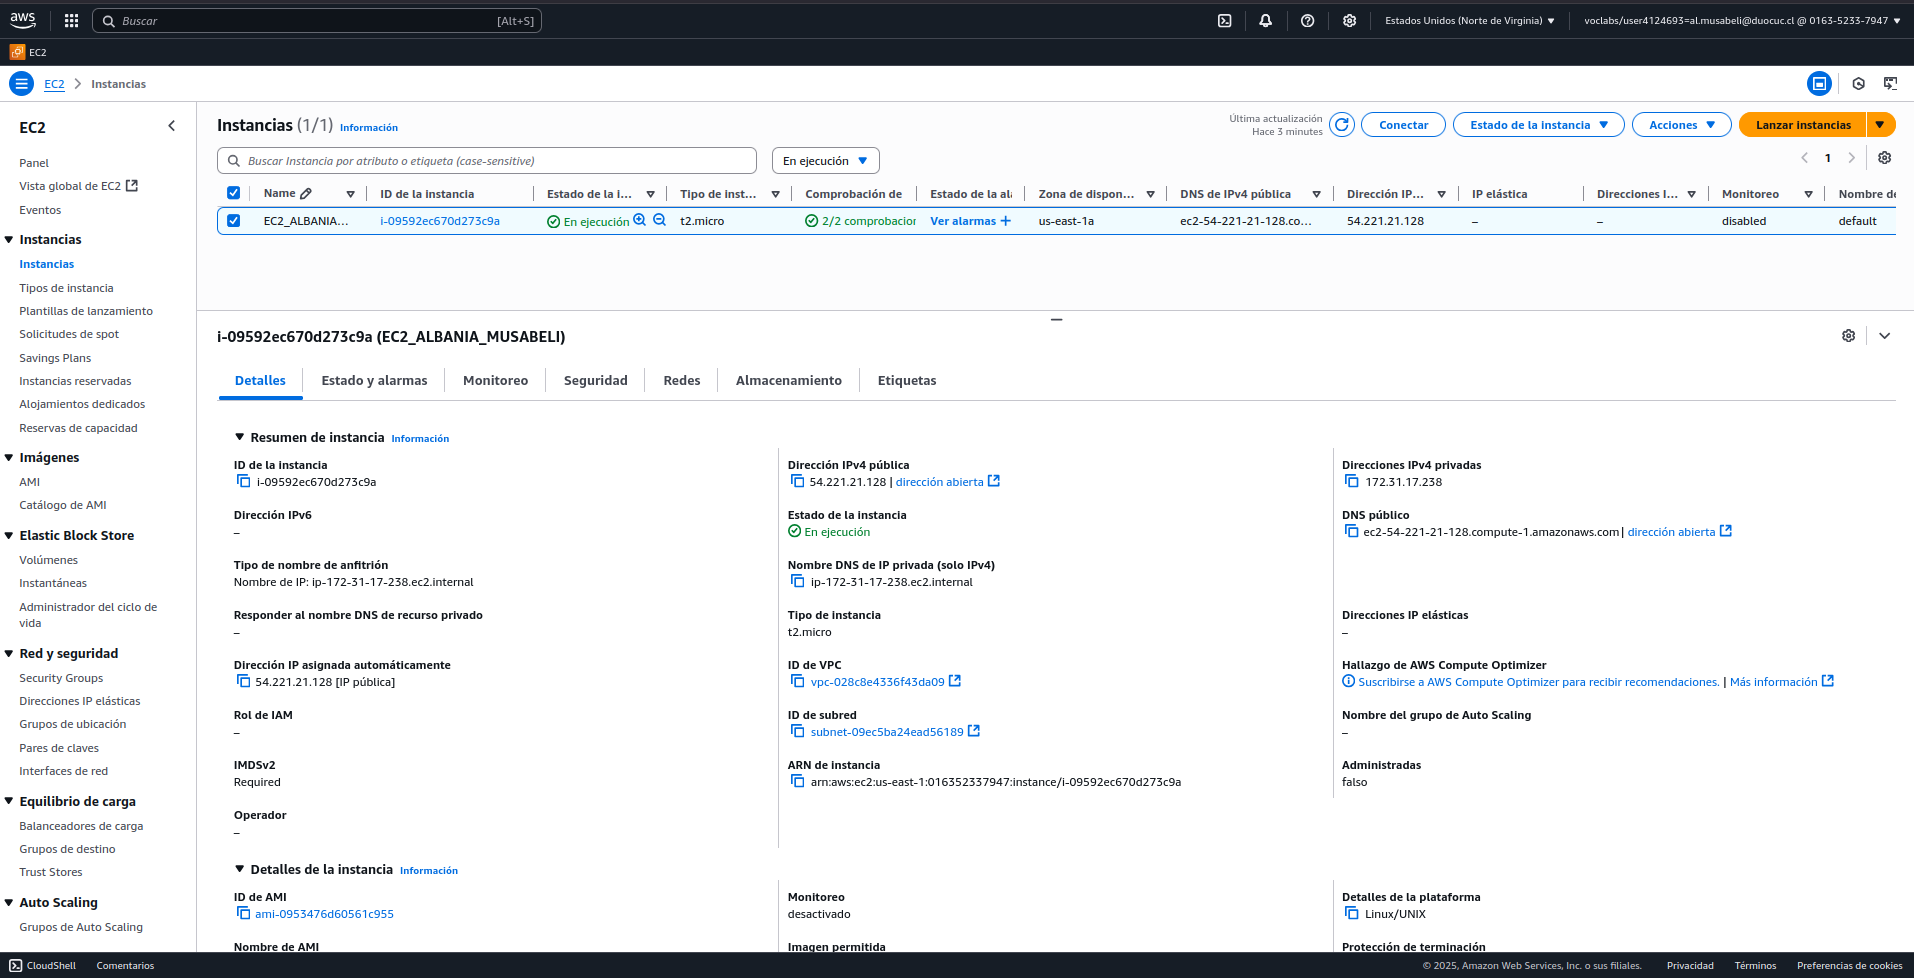 aws
Buscar [Alt+S]
Estados Unidos (Norte de Virginia)
voclabs/user4124693=al.musabeli@duocuc.cl @ 0163-5233-7947
EC2
EC2 Instancias
EC2
Panel
Vista global de EC2
Eventos
Instancias
Instancias
Tipos de instancia
Plantillas de lanzamiento
Solicitudes de spot
Savings Plans
Instancias reservadas
Alojamientos dedicados
Reservas de capacidad
Imágenes
AMI
Catálogo de AMI
Elastic Block Store
Volúmenes
Instantáneas
Administrador del ciclo de
vida
Red y seguridad
Security Groups
Direcciones IP elásticas
Grupos de ubicación
Pares de claves
Interfaces de red
Equilibrio de carga
Balanceadores de carga
Grupos de destino
Trust Stores
Auto Scaling
Grupos de Auto Scaling
Instancias (1/1) Información
Última actualización
Hace 3 minutes
Conectar
Estado de la instancia
Acciones
Lanzar instancias
Buscar Instancia por atributo o etiqueta (case-sensitive)
En ejecución
1
Name ID de la instancia Estado de la i... Tipo de inst... Comprobación de Estado de la ala Zona de dispon... DNS de IPv4 pública Dirección IP... IP elástica Direcciones I... Monitoreo Nombre de
EC2_ALBANIA... i-09592ec670d273c9a En ejecución t2.micro 2/2 comprobacion Ver alarmas + us-east-1a ec2-54-221-21-128.co... 54.221.21.128 – – disabled default
i-09592ec670d273c9a (EC2_ALBANIA_MUSABELI)
Detalles Estado y alarmas Monitoreo Seguridad Redes Almacenamiento Etiquetas
Resumen de instancia Información
ID de la instancia
i-09592ec670d273c9a
Dirección IPv4 pública
54.221.21.128 | dirección abierta
Direcciones IPv4 privadas
172.31.17.238
Dirección IPv6
–
Estado de la instancia
En ejecución
DNS público
ec2-54-221-21-128.compute-1.amazonaws.com | dirección abierta
Tipo de nombre de anfitrión
Nombre de IP: ip-172-31-17-238.ec2.internal
Nombre DNS de IP privada (solo IPv4)
ip-172-31-17-238.ec2.internal
Responder al nombre DNS de recurso privado
–
Tipo de instancia
t2.micro
Direcciones IP elásticas
–
Dirección IP asignada automáticamente
54.221.21.128 [IP pública]
ID de VPC
vpc-028c8e4336f43da09
Hallazgo de AWS Compute Optimizer
Suscribirse a AWS Compute Optimizer para recibir recomendaciones. | Más información
Rol de IAM
–
ID de subred
subnet-09ec5ba24ead56189
Nombre del grupo de Auto Scaling
–
IMDSv2
Required
ARN de instancia
arn:aws:ec2:us-east-1:016352337947:instance/i-09592ec670d273c9a
Administradas
falso
Operador
–
Detalles de la instancia Información
ID de AMI
ami-0953476d60561c955
Monitoreo
desactivado
Detalles de la plataforma
Linux/UNIX
Nombre de AMI
Imagen permitida
Protección de terminación
CloudShell Comentarios
© 2025, Amazon Web Services, Inc. o sus filiales. Privacidad Términos Preferencias de cookies